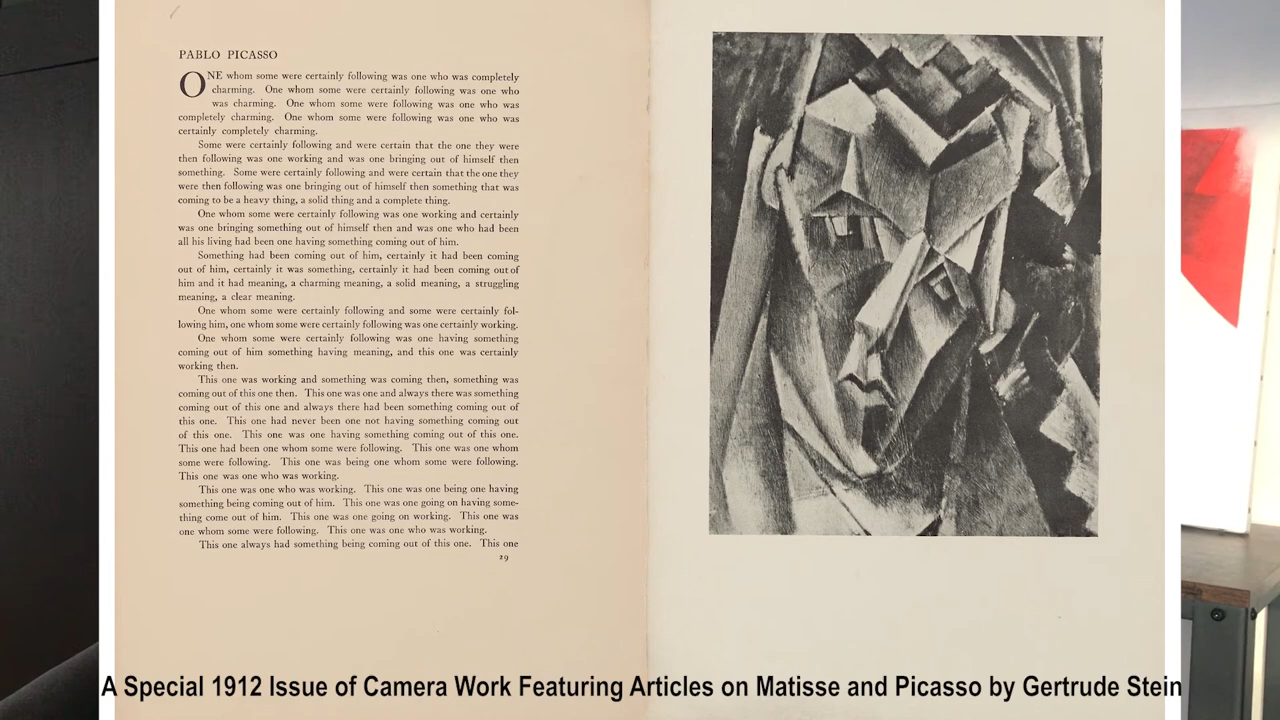 PABLO PICASSO
ONE whom some were certainly following was one who was completely
charming. One whom some were certainly following was one who
was charming. One whom some were following was one who was
completely charming. One whom some were following was one who was
certainly completely charming.
Some were certainly following and were certain that the one they were
then following was one working and was one bringing out of himself then
something. Some were certainly following and were certain that the one they
were then following was one bringing out of himself then something that was
coming to be a heavy thing, a solid thing and a complete thing.
One whom some were certainly following was one working and certainly
was one bringing something out of himself then and was one who had been
all his living had been one having something coming out of him.
Something had been coming out of him, certainly it had been coming
out of him, certainly it was something, certainly it had been coming out of
him and it had meaning, a charming meaning, a solid meaning, a struggling
meaning, a clear meaning.
One whom some were certainly following and some were certainly fol-
lowing him, one whom some were certainly following was one certainly working.
One whom some were certainly following was one having something
coming out of him something having meaning, and this one was certainly
working then.
This one was working and something was coming then, something was
coming out of this one then. This one was one and always there was something
coming out of this one and always there had been something coming out of
this one. This one had never been one not having something coming out
of this one. This one was one having something coming out of this one.
This one had been one whom some were following. This one was one whom
some were following. This one was being one whom some were following.
This one was one who was working.
This one was one who was working. This one was one being one having
something being coming out of him. This one was one going on having some-
thing come out of him. This one was one going on working. This one was
one whom some were following. This one was one who was working.
This one always had something being coming out of this one. This one
29
A Special 1912 Issue of Camera Work Featuring Articles on Matisse and Picasso by Gertrude Stein